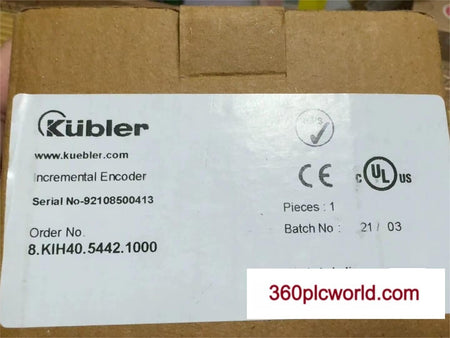 Kübler
www.kuebler.com
Incremental Encoder
Serial No-92108500413
Order No.
8.KIH40.5442.1000
CE
c UL US
Pieces : 1
Batch No : 21 / 03
360plcworld.com